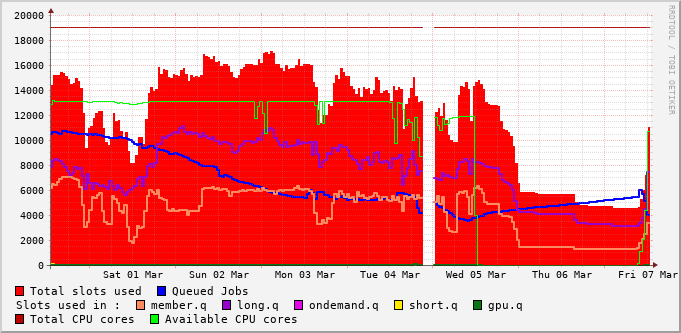 20000
18000
16000
14000
12000
10000
8000
6000
4000
2000
0
Sat 01 Mar Sun 02 Mar Mon 03 Mar Tue 04 Mar Wed 05 Mar Thu 06 Mar Fri 07 Mar
Total slots used Queued Jobs
Slots used in : member.q long.q ondemand.q short.q gpu.q
Total CPU cores Available CPU cores
RRDTOOL / TOBI OETIKER